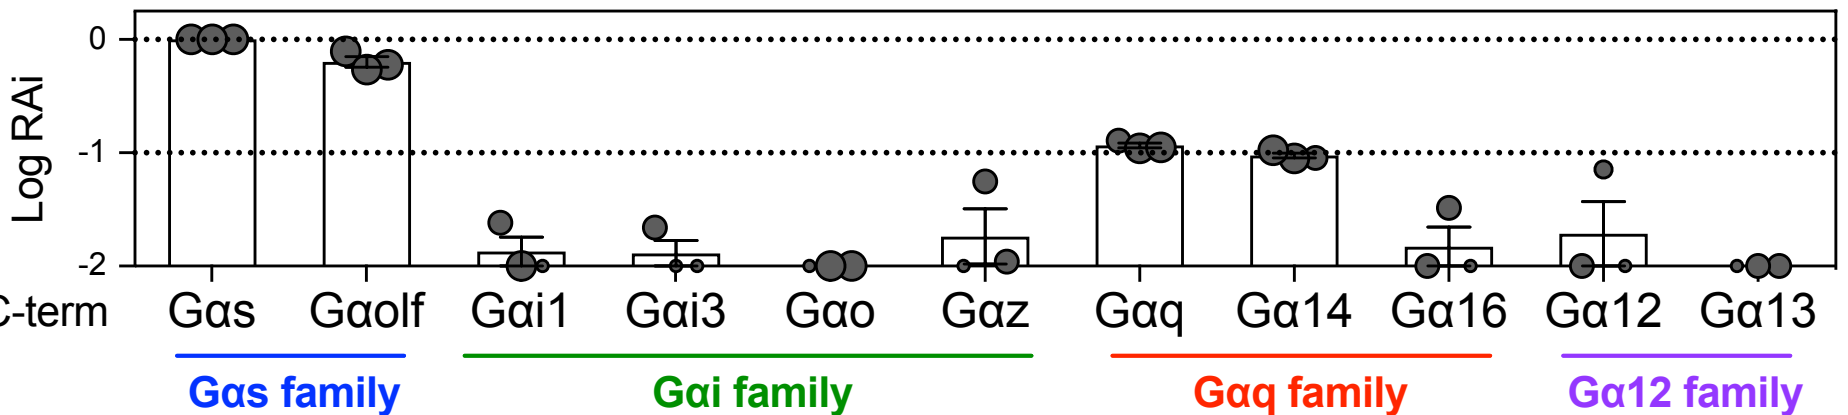 Log RAi
0
-1
-2
C-term Gαs Gαolf Gαi1 Gαi3 Gαo Gαz Gαq Gα14 Gα16 Gα12 Gα13
Gαs family Gαi family Gαq family Gα12 family